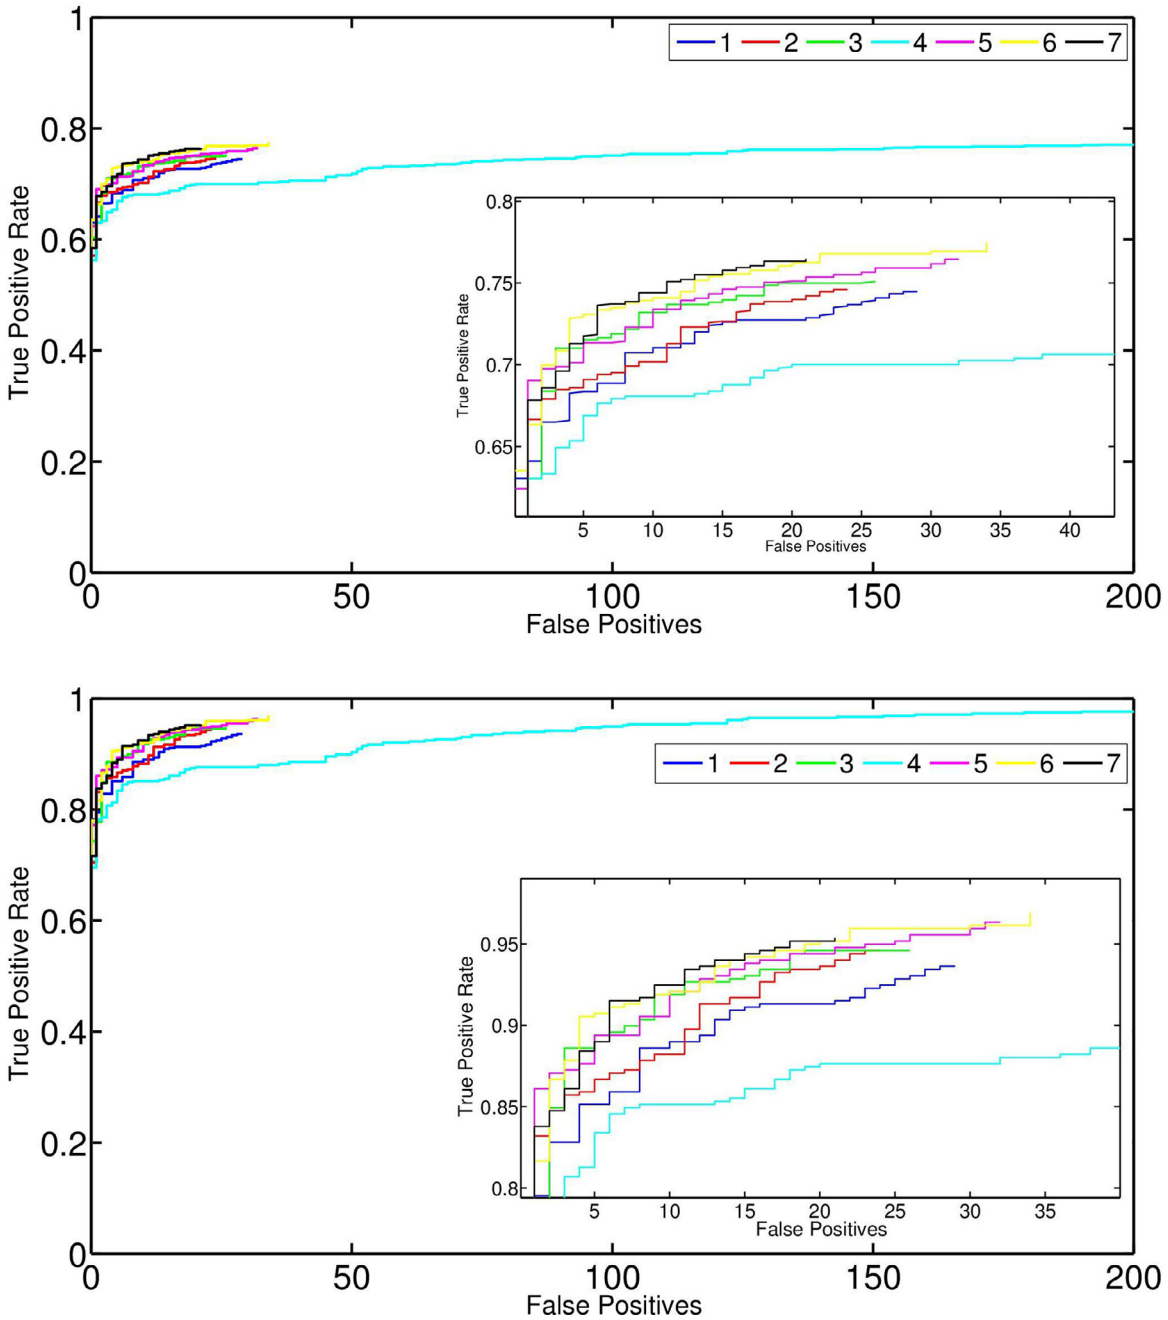 1
1 2 3 4 5 6 7
0.8
0.6
0.4
0.2
0
True Positive Rate
0 50 100 150 200
False Positives
0.8
0.75
0.7
0.65
True Positive Rate
5 10 15 20 25 30 35 40
False Positives
1
0.8
0.6
0.4
0.2
0
True Positive Rate
1 2 3 4 5 6 7
0.95
0.9
0.85
0.8
True Positive Rate
5 10 15 20 25 30 35
False Positives
0 50 100 150 200
False Positives